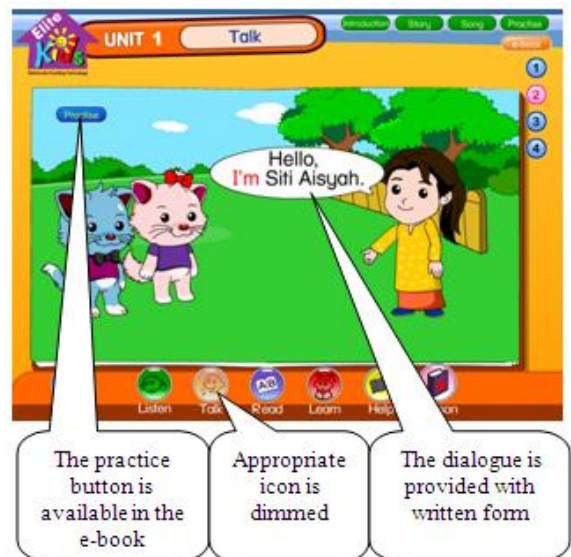 Elite
Kids
UNIT 1
Talk
Introduction
Story
Song
Practise
e-book
1
2
3
4
Practise
Hello,
I'm Siti Aisyah.
Listen
Talk
Read
Learn
Help
The practice
button is
available in the
e-book
Appropriate
icon is
dimmed
The dialogue is
provided with
written form